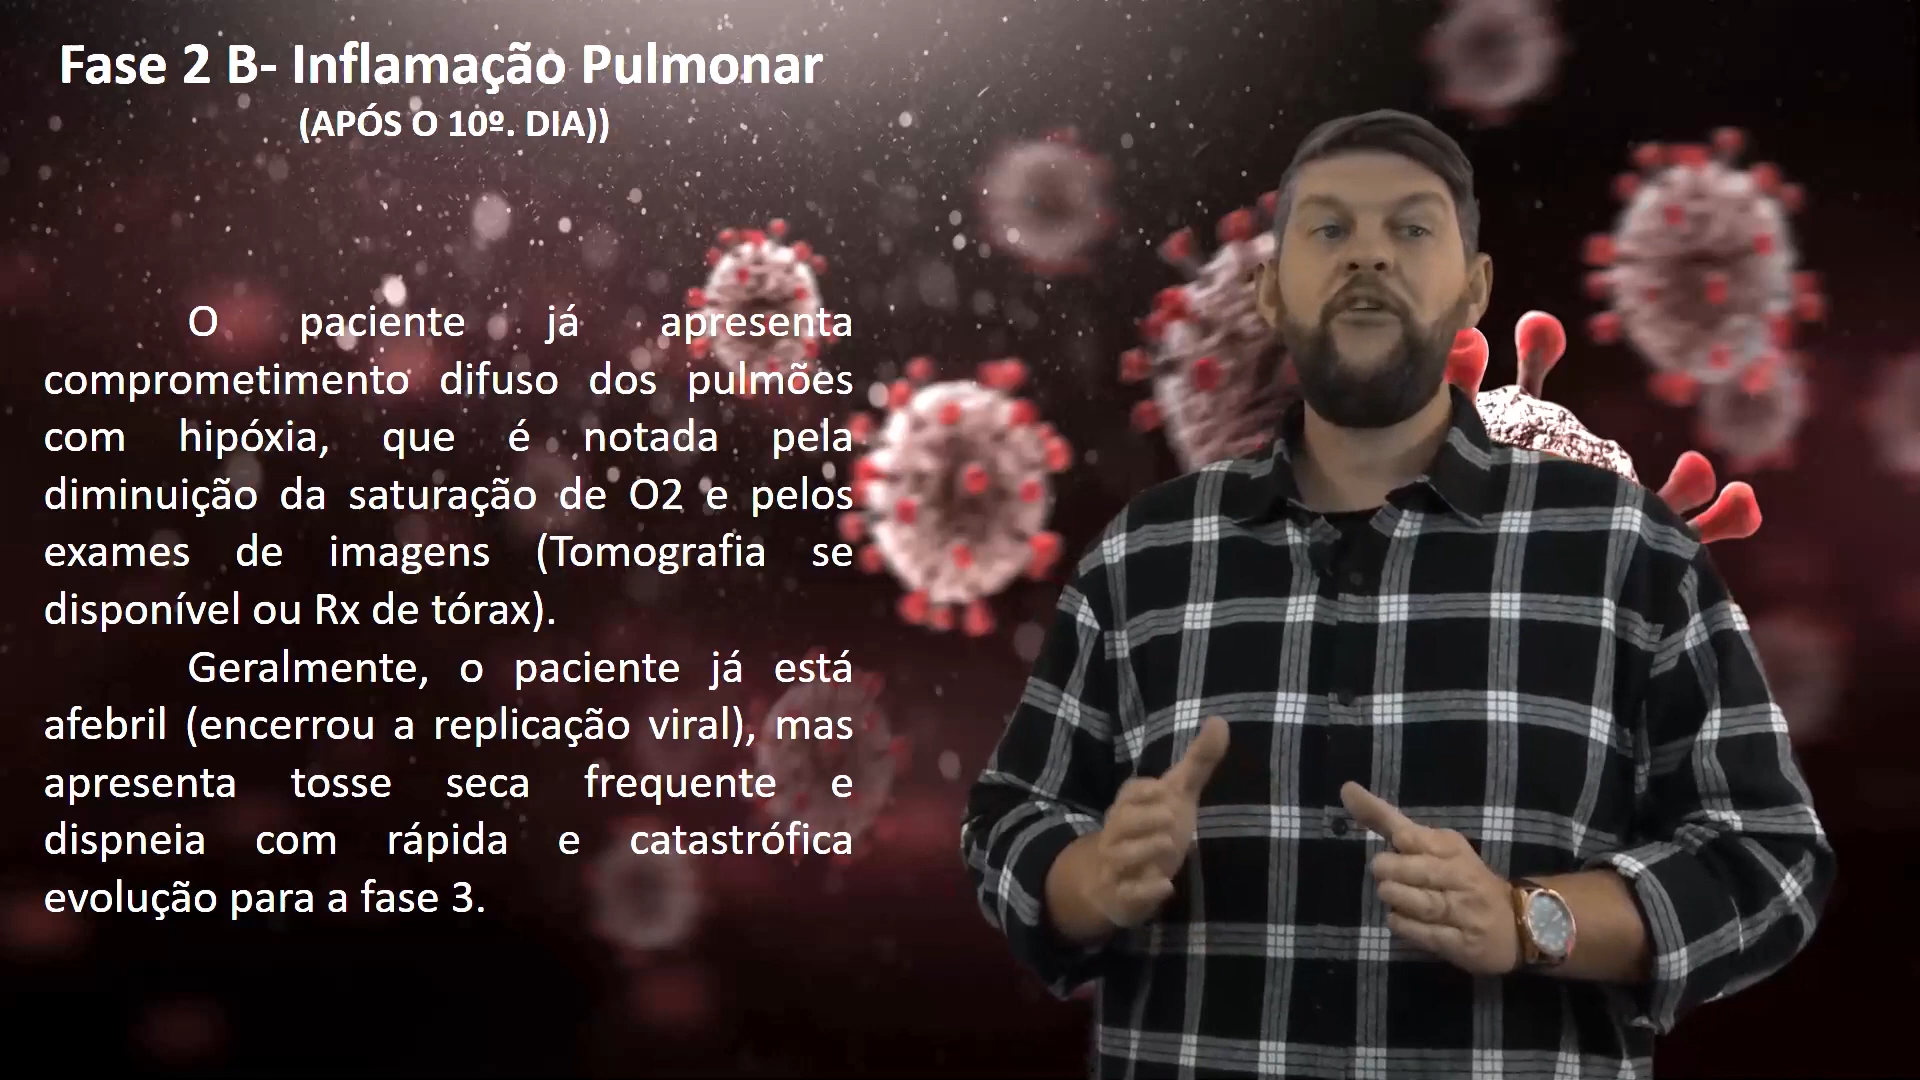 Fase 2 B- Inflamação Pulmonar
(APÓS O 10º. DIA))
O paciente já apresenta
comprometimento difuso dos pulmões
com hipóxia, que é notada pela
diminuição da saturação de O2 e pelos
exames de imagens (Tomografia se
disponível ou Rx de tórax).
Geralmente, o paciente já está
afebril (encerrou a replicação viral), mas
apresenta tosse seca frequente e
dispneia com rápida e catastrófica
evolução para a fase 3.